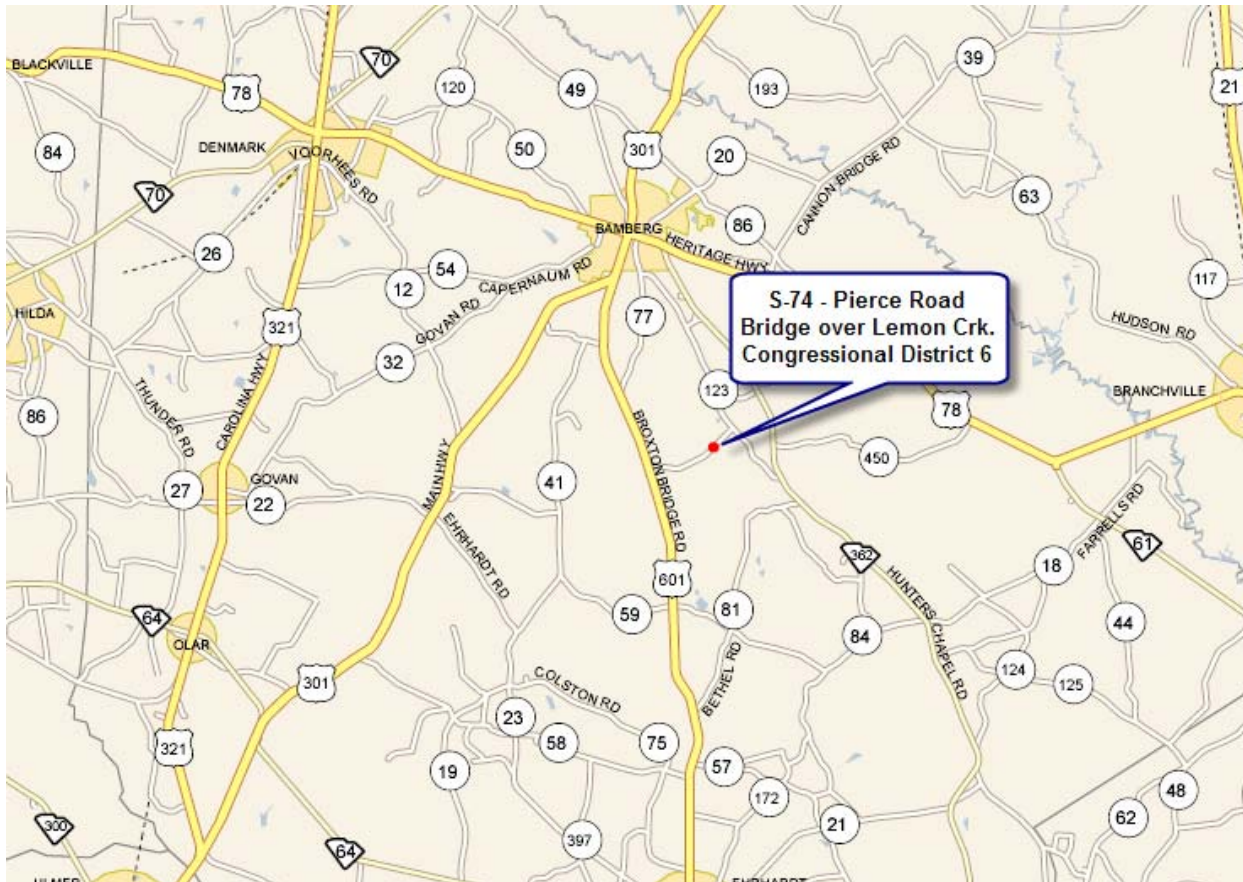 39
70
BLACKVILLE
21
78
120
49
193
84
DENMARK
50
301
20
VOORHEES RD
CANNON BRIDGE RD
70
63
86
BAMBERG
HERITAGE HWY
26
54
CAPERNAUM RD
12
117
S-74 - Pierce Road
Bridge over Lemon Crk.
Congressional District 6
HILDA
321
GOVAN RD
77
HUDSON RD
32
THUNDER RD
CAROLINA HWY
123
BRANCHVILLE
86
78
BROXTON BRIDGE RD
450
GOVAN
27
22
MAIN HWY
41
FARRELLS RD
EHRHARDT RD
61
362
18
601
HUNTERS CHAPEL RD
64
59
81
44
OLAR
84
BETHEL RD
301
COLSTON RD
124
125
23
321
58
75
19
57
172
48
62
21
300
64
397
ULMER
EHRHARDT